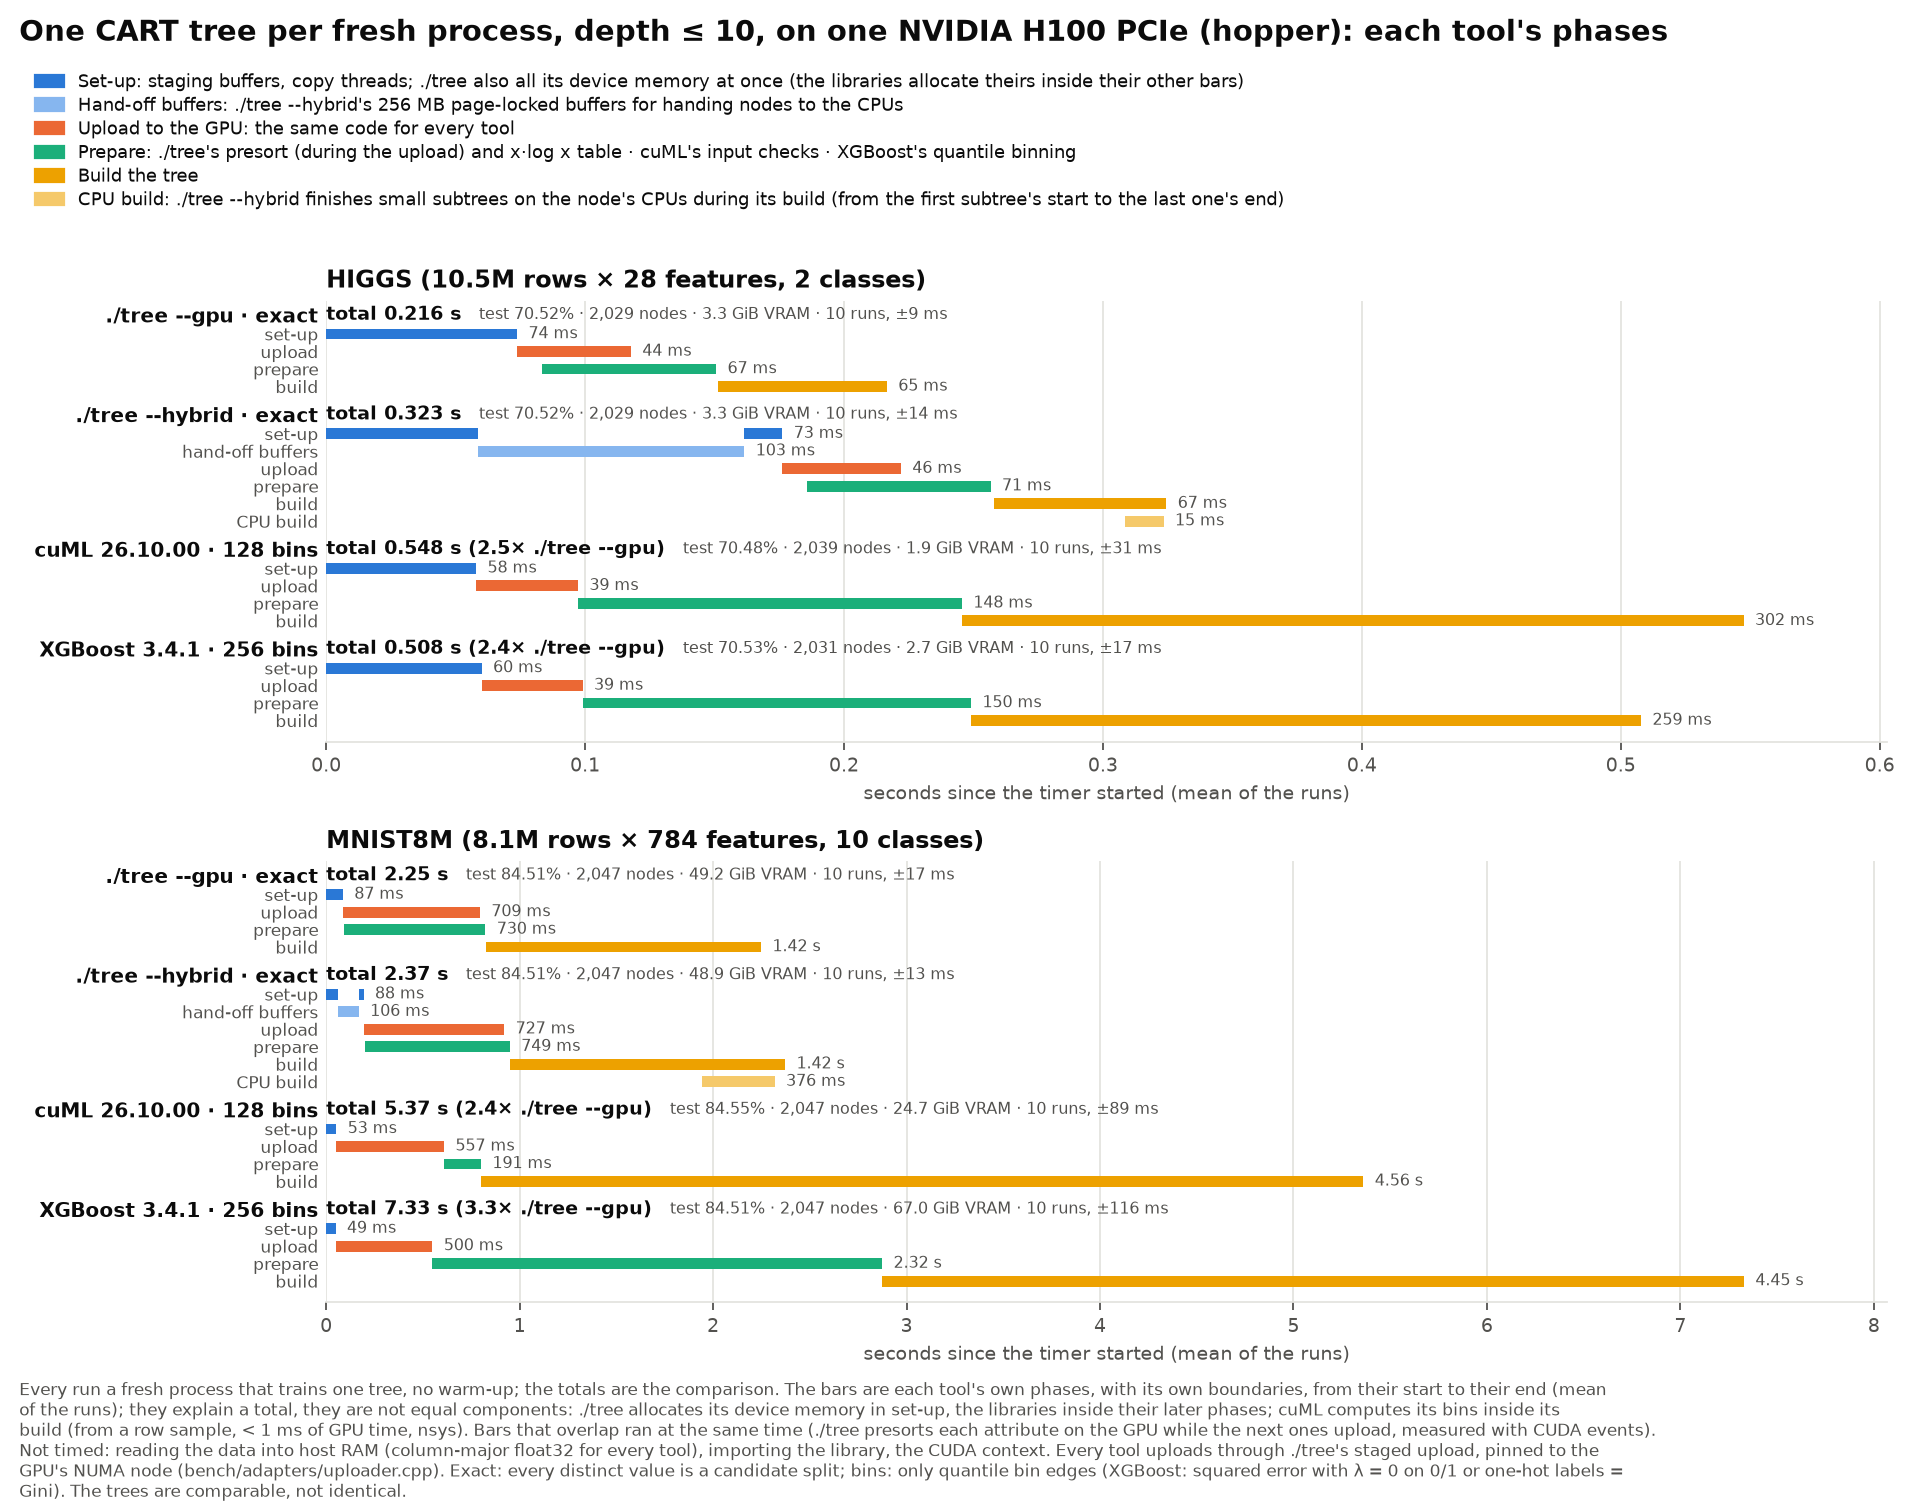 One CART tree per fresh process, depth ≤ 10, on one NVIDIA H100 PCIe (hopper): each tool's phases
Set-up: staging buffers, copy threads; ./tree also all its device memory at once (the libraries allocate theirs inside their other bars)
Hand-off buffers: ./tree --hybrid's 256 MB page-locked buffers for handing nodes to the CPUs
Upload to the GPU: the same code for every tool
Prepare: ./tree's presort (during the upload) and x·log x table · cuML's input checks · XGBoost's quantile binning
Build the tree
CPU build: ./tree --hybrid finishes small subtrees on the node's CPUs during its build (from the first subtree's start to the last one's end)
HIGGS (10.5M rows × 28 features, 2 classes)
./tree --gpu · exact total 0.216 s test 70.52% · 2,029 nodes · 3.3 GiB VRAM · 10 runs, ±9 ms
set-up 74 ms
upload 44 ms
prepare 67 ms
build 65 ms
./tree --hybrid · exact total 0.323 s test 70.52% · 2,029 nodes · 3.3 GiB VRAM · 10 runs, ±14 ms
set-up 73 ms
hand-off buffers 103 ms
upload 46 ms
prepare 71 ms
build 67 ms
CPU build 15 ms
cuML 26.10.00 · 128 bins total 0.548 s (2.5× ./tree --gpu) test 70.48% · 2,039 nodes · 1.9 GiB VRAM · 10 runs, ±31 ms
set-up 58 ms
upload 39 ms
prepare 148 ms
build 302 ms
XGBoost 3.4.1 · 256 bins total 0.508 s (2.4× ./tree --gpu) test 70.53% · 2,031 nodes · 2.7 GiB VRAM · 10 runs, ±17 ms
set-up 60 ms
upload 39 ms
prepare 150 ms
build 259 ms
0.0 0.1 0.2 0.3 0.4 0.5 0.6
seconds since the timer started (mean of the runs)
MNIST8M (8.1M rows × 784 features, 10 classes)
./tree --gpu · exact total 2.25 s test 84.51% · 2,047 nodes · 49.2 GiB VRAM · 10 runs, ±17 ms
set-up 87 ms
upload 709 ms
prepare 730 ms
build 1.42 s
./tree --hybrid · exact total 2.37 s test 84.51% · 2,047 nodes · 48.9 GiB VRAM · 10 runs, ±13 ms
set-up 88 ms
hand-off buffers 106 ms
upload 727 ms
prepare 749 ms
build 1.42 s
CPU build 376 ms
cuML 26.10.00 · 128 bins total 5.37 s (2.4× ./tree --gpu) test 84.55% · 2,047 nodes · 24.7 GiB VRAM · 10 runs, ±89 ms
set-up 53 ms
upload 557 ms
prepare 191 ms
build 4.56 s
XGBoost 3.4.1 · 256 bins total 7.33 s (3.3× ./tree --gpu) test 84.51% · 2,047 nodes · 67.0 GiB VRAM · 10 runs, ±116 ms
set-up 49 ms
upload 500 ms
prepare 2.32 s
build 4.45 s
0 1 2 3 4 5 6 7 8
seconds since the timer started (mean of the runs)
Every run a fresh process that trains one tree, no warm-up; the totals are the comparison. The bars are each tool's own phases, with its own boundaries, from their start to their end (mean
of the runs); they explain a total, they are not equal components: ./tree allocates its device memory in set-up, the libraries inside their later phases; cuML computes its bins inside its
build (from a row sample, < 1 ms of GPU time, nsys). Bars that overlap ran at the same time (./tree presorts each attribute on the GPU while the next ones upload, measured with CUDA events).
Not timed: reading the data into host RAM (column-major float32 for every tool), importing the library, the CUDA context. Every tool uploads through ./tree's staged upload, pinned to the
GPU's NUMA node (bench/adapters/uploader.cpp). Exact: every distinct value is a candidate split; bins: only quantile bin edges (XGBoost: squared error with λ = 0 on 0/1 or one-hot labels =
Gini). The trees are comparable, not identical.